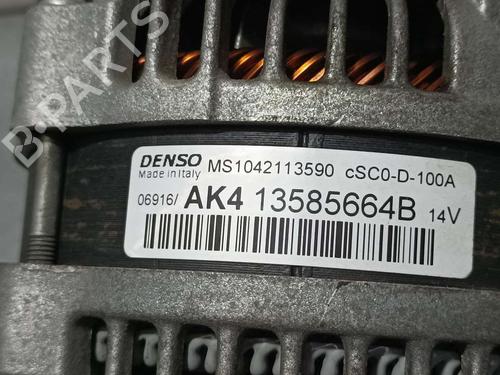 B-PARTS
DENSO MS1042113590 cSC0-D-100A
Made in Italy
06916/ AK4 13585664B 14V